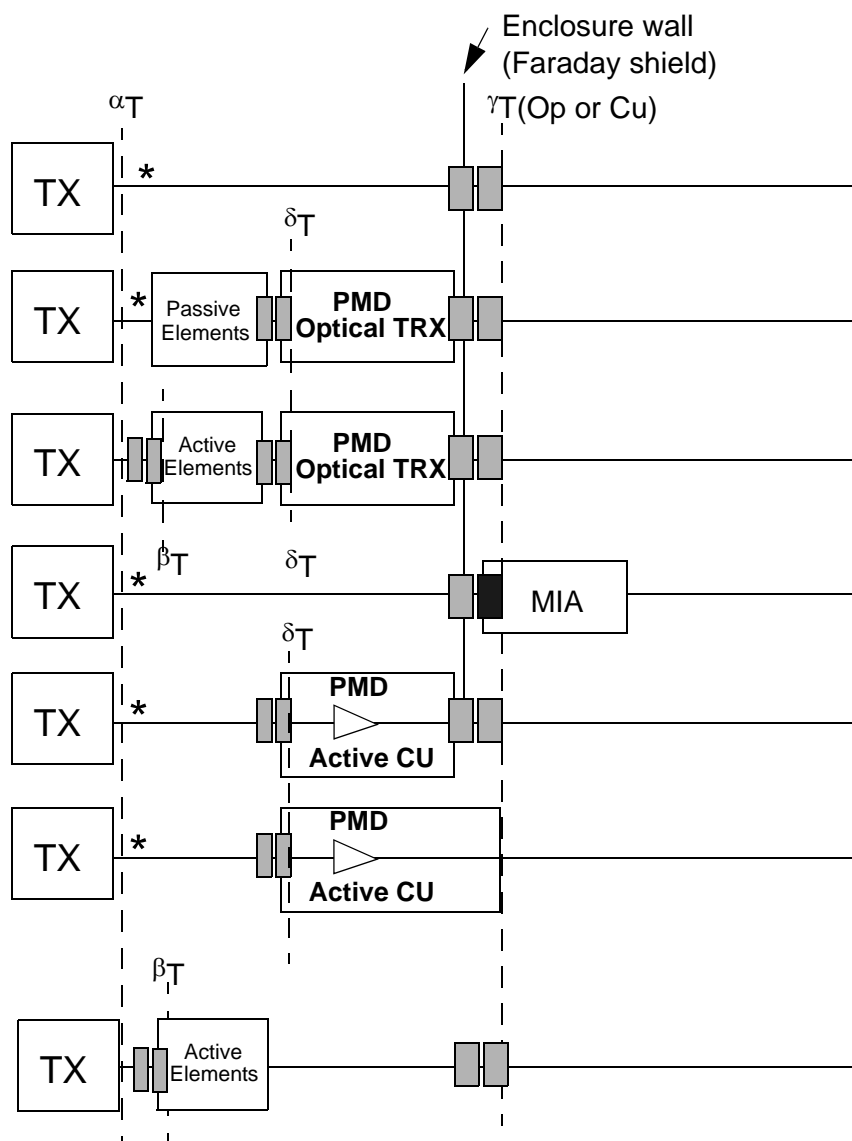 Enclosure wall
(Faraday shield)
αT
γT(Op or Cu)
TX
*
δT
TX
*
Passive
Elements
PMD
Optical TRX
TX
Active
Elements
PMD
Optical TRX
βT
δT
TX
*
MIA
δT
TX
*
PMD
Active CU
TX
*
PMD
Active CU
βT
TX
Active
Elements